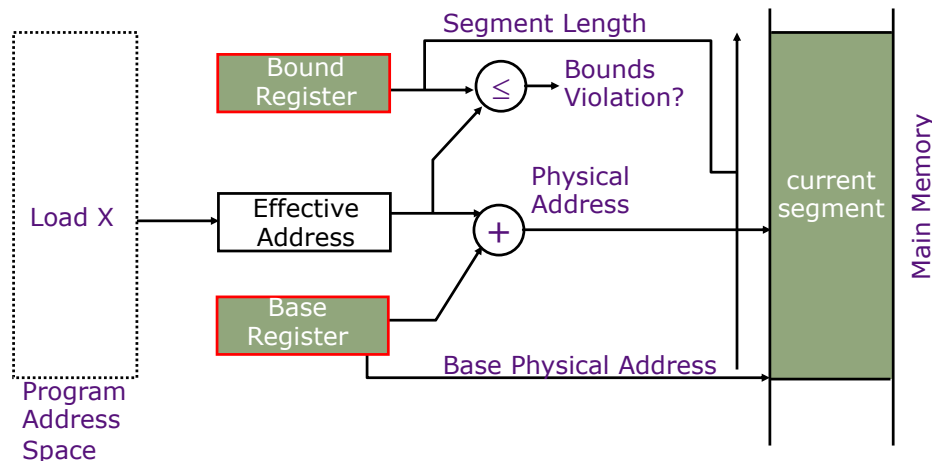 Segment Length
Bound
Register
≤
Bounds
Violation?
Load X
Effective
Address
Physical
Address
+
current
segment
Main Memory
Base
Register
Base Physical Address
Program
Address
Space